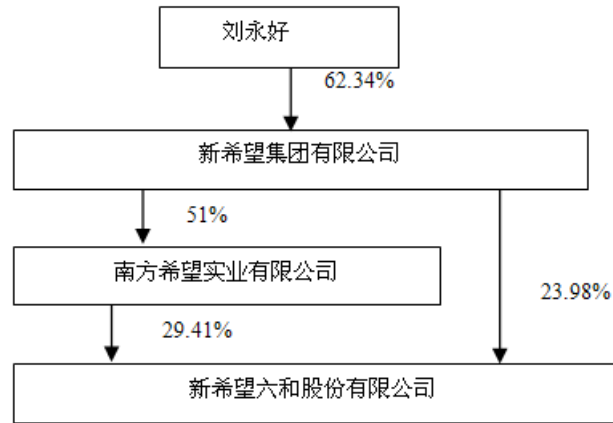 刘永好
62.34%
新希望集团有限公司
51%
南方希望实业有限公司
23.98%
29.41%
新希望六和股份有限公司